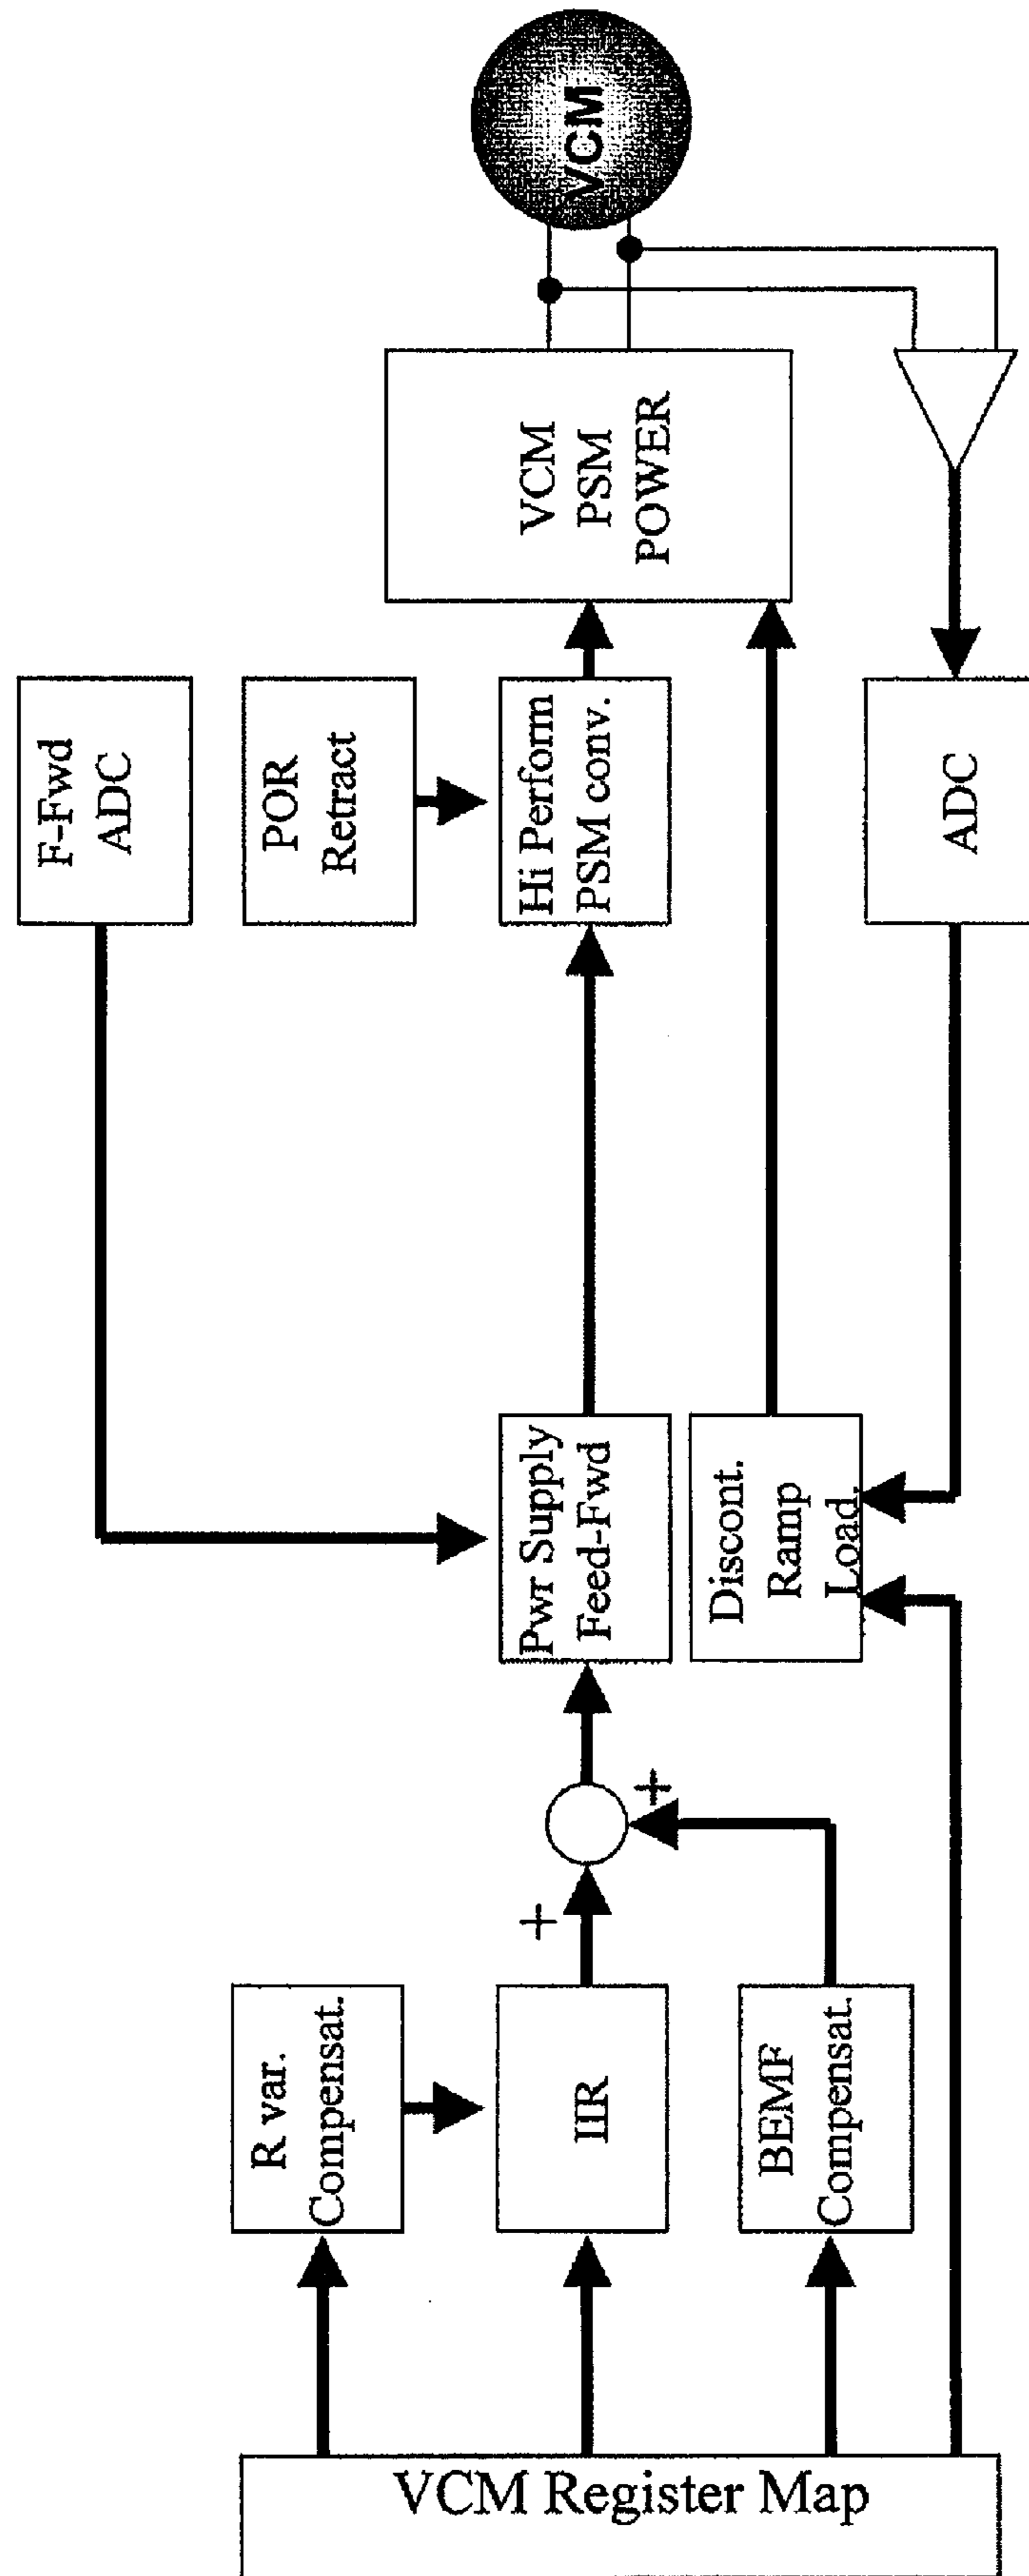 VCM Register Map
R var.
Compensat.
IIR
BEMF
Compensat.
+
+
Pwr Supply
Feed-Fwd
Discont.
Ramp
Load.
F-Fwd
ADC
POR
Retract
Hi Perform
PSM conv.
ADC
VCM
PSM
POWER
VCM